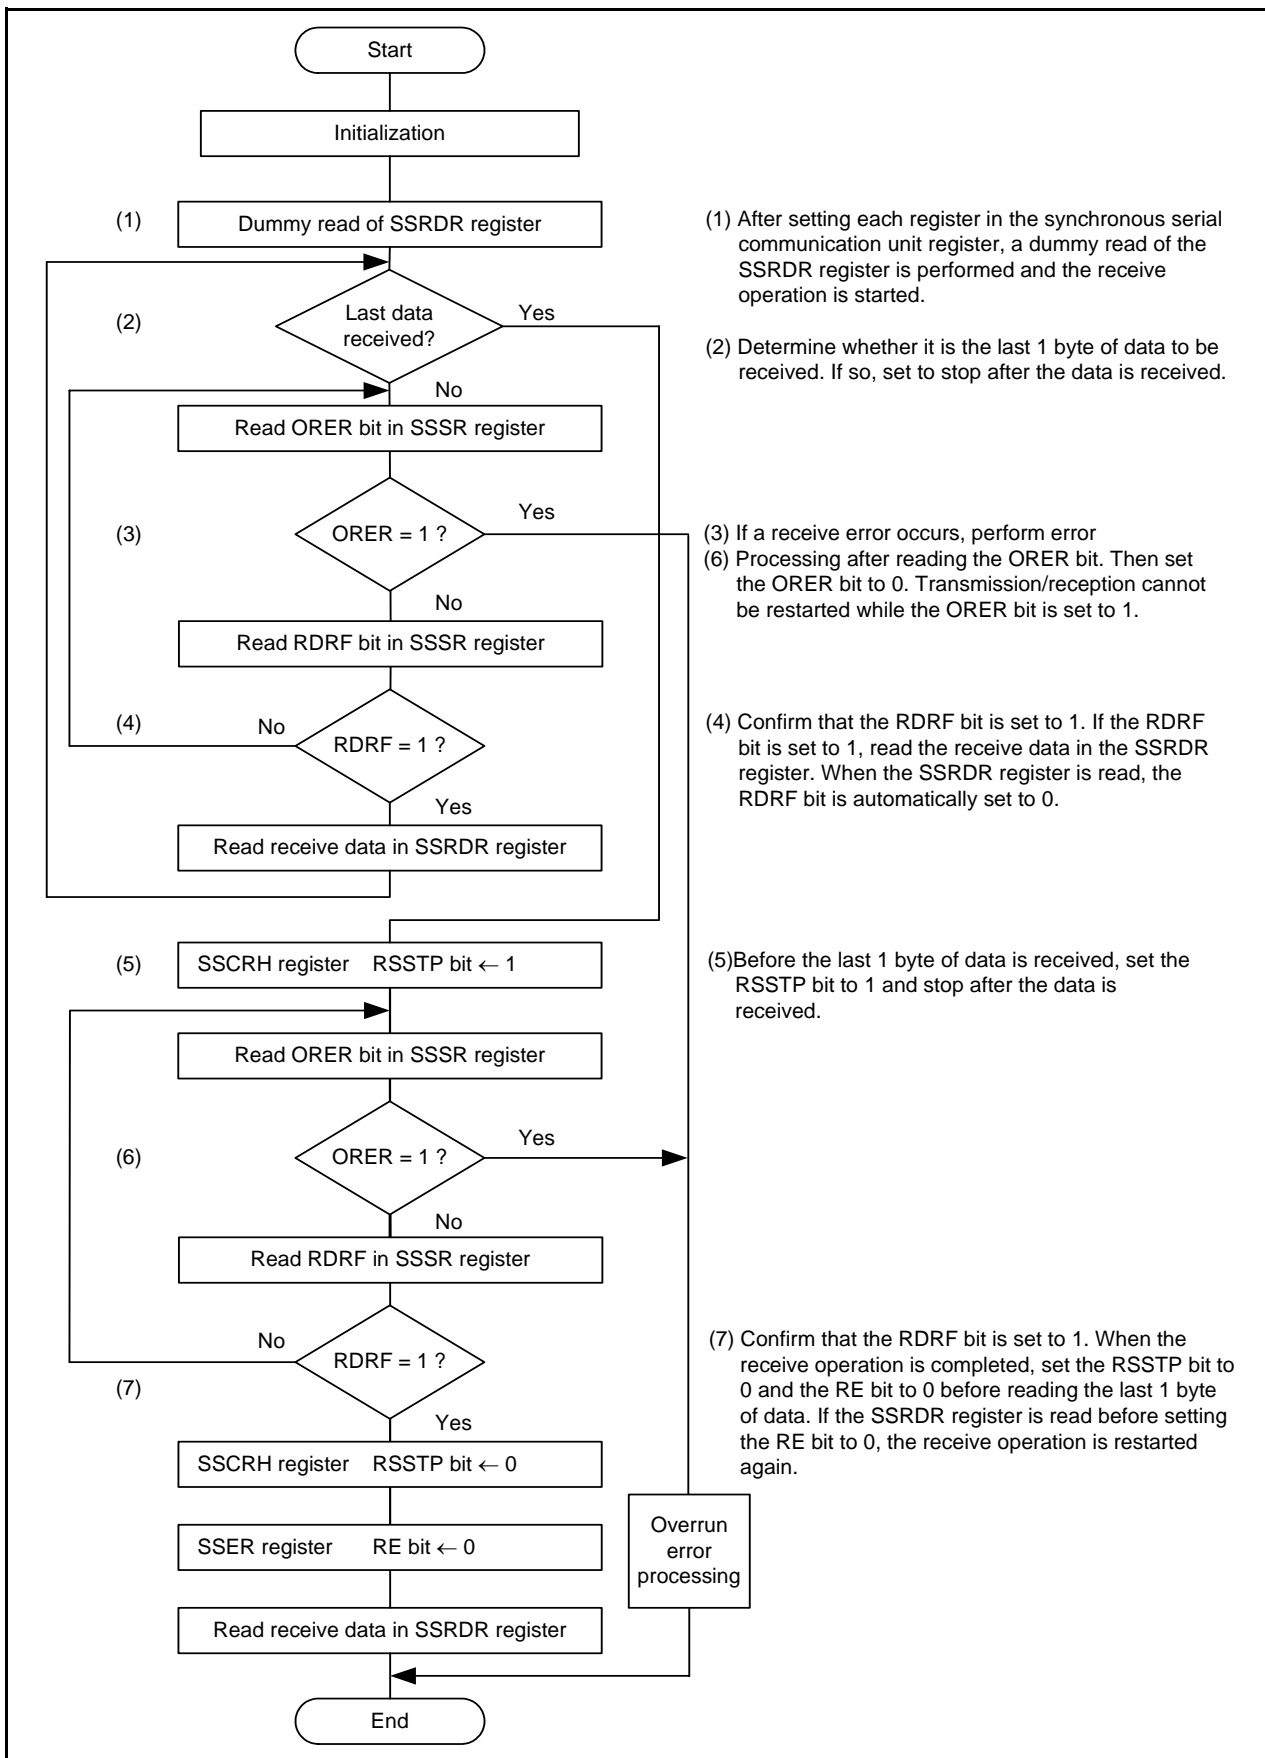 Start
Initialization
(1)
Dummy read of SSRDR register
(2)
Last data
received?
Yes
No
Read ORER bit in SSSR register
(3)
ORER = 1 ?
Yes
No
Read RDRF bit in SSSR register
(4)
No
RDRF = 1 ?
Yes
Read receive data in SSRDR register
(5)
SSCRH register RSSTP bit ← 1
Read ORER bit in SSSR register
(6)
ORER = 1 ?
Yes
No
Read RDRF in SSSR register
No
RDRF = 1 ?
(7)
Yes
SSCRH register RSSTP bit ← 0
SSER register RE bit ← 0
Read receive data in SSRDR register
End
Overrun
error
processing
(1) After setting each register in the synchronous serial
communication unit register, a dummy read of the
SSRDR register is performed and the receive
operation is started.
(2) Determine whether it is the last 1 byte of data to be
received. If so, set to stop after the data is received.
(3) If a receive error occurs, perform error
(6) Processing after reading the ORER bit. Then set
the ORER bit to 0. Transmission/reception cannot
be restarted while the ORER bit is set to 1.
(4) Confirm that the RDRF bit is set to 1. If the RDRF
bit is set to 1, read the receive data in the SSRDR
register. When the SSRDR register is read, the
RDRF bit is automatically set to 0.
(5)Before the last 1 byte of data is received, set the
RSSTP bit to 1 and stop after the data is
received.
(7) Confirm that the RDRF bit is set to 1. When the
receive operation is completed, set the RSSTP bit to
0 and the RE bit to 0 before reading the last 1 byte
of data. If the SSRDR register is read before setting
the RE bit to 0, the receive operation is restarted
again.